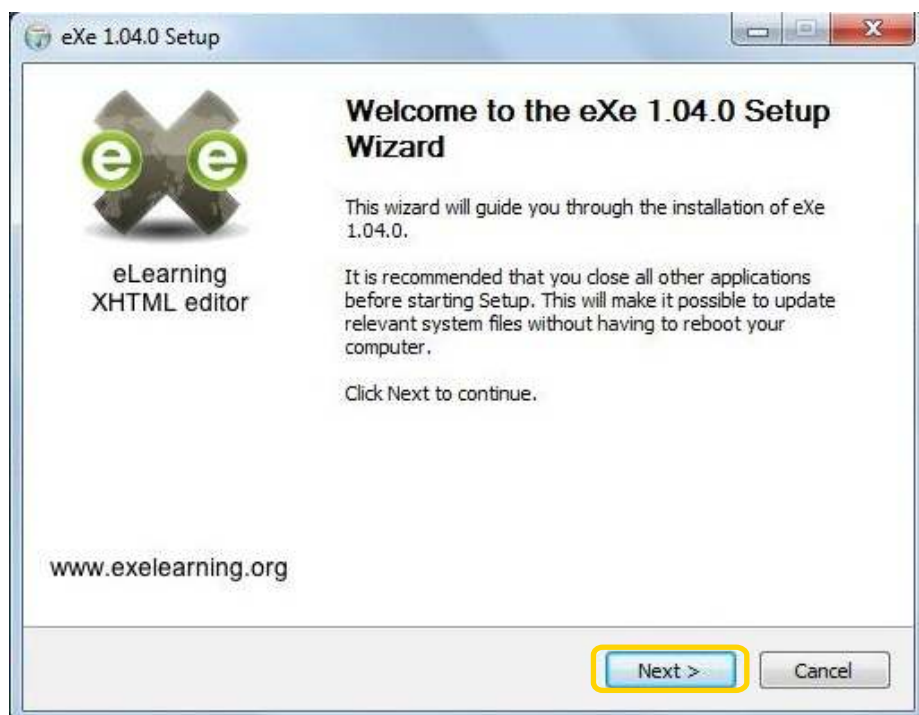 eXe 1.04.0 Setup
e e
Welcome to the eXe 1.04.0 Setup
Wizard
This wizard will guide you through the installation of eXe
1.04.0.
eLearning
XHTML editor
It is recommended that you close all other applications
before starting Setup. This will make it possible to update
relevant system files without having to reboot your
computer.
Click Next to continue.
www.exelearning.org
Next >
Cancel